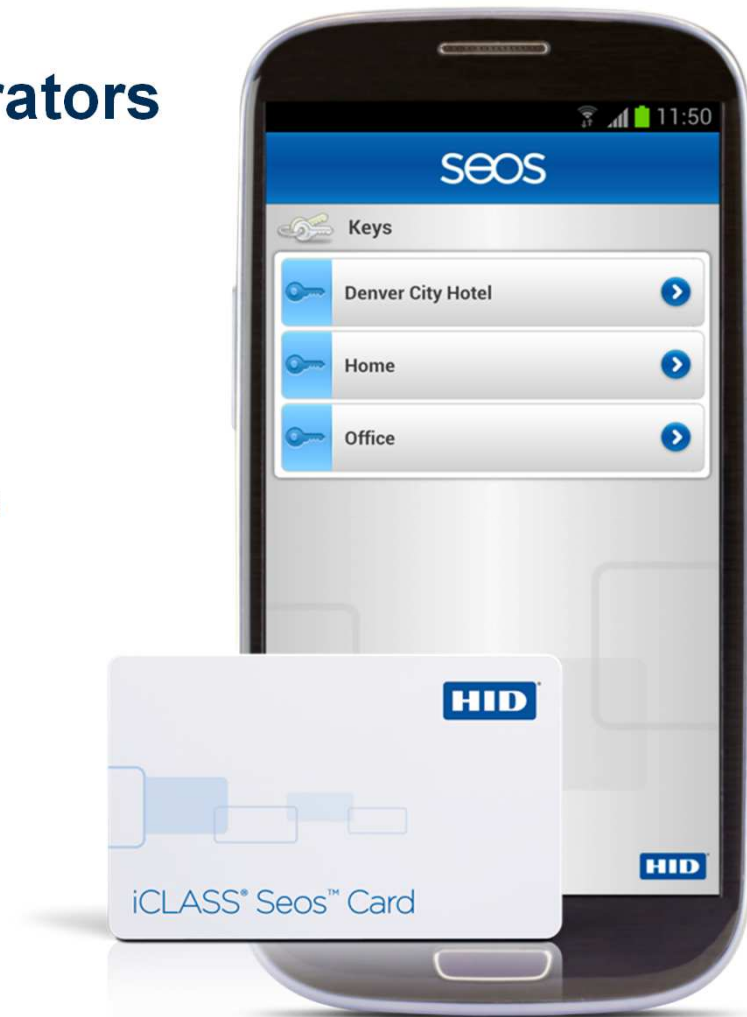 rators
11:50
seos
Keys
Denver City Hotel
Home
Office
HID
iCLASS® Seos™ Card
HID